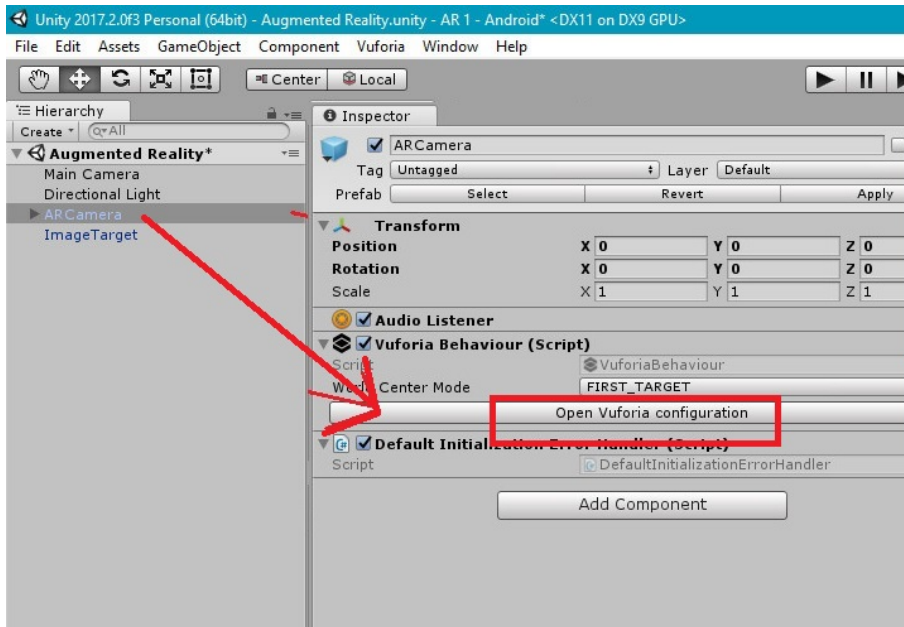 Unity 2017.2.0f3 Personal (64bit) - Augmented Reality.unity - AR 1 - Android* <DX11 on DX9 GPU>
File Edit Assets GameObject Component Vuforia Window Help
Center Local
Hierarchy
Create All
Augmented Reality*
Main Camera
Directional Light
ARCamera
ImageTarget
Inspector
ARCamera
Tag Untagged Layer Default
Prefab Select Revert Apply
Transform
Position X 0 Y 0 Z 0
Rotation X 0 Y 0 Z 0
Scale X 1 Y 1 Z 1
Audio Listener
Vuforia Behaviour (Script)
Script VuforiaBehaviour
World Center Mode FIRST_TARGET
Open Vuforia configuration
Default Initialization Error Handler (Script)
Script DefaultInitializationErrorHandler
Add Component